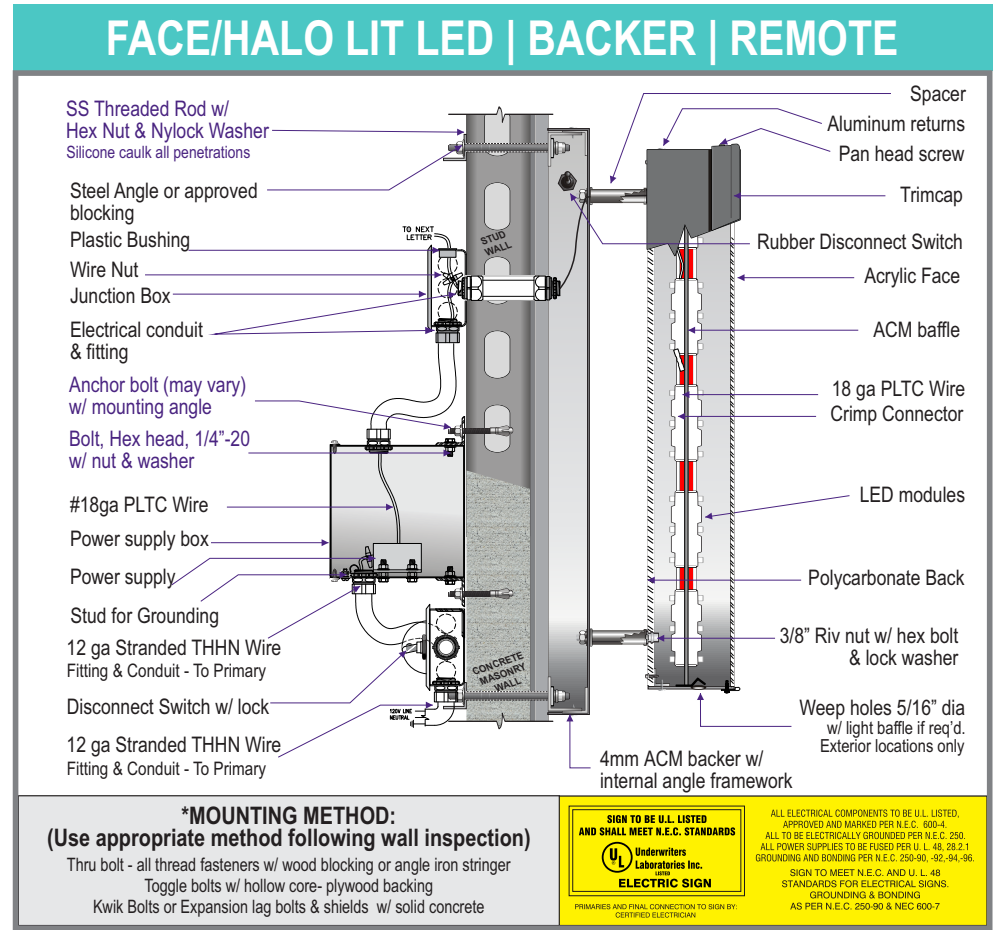 FACE/HALO LIT LED | BACKER | REMOTE
SS Threaded Rod w/
Hex Nut & Nylock Washer
Silicone caulk all penetrations
Steel Angle or approved
blocking
Plastic Bushing
Wire Nut
Junction Box
Electrical conduit
& fitting
Anchor bolt (may vary)
w/ mounting angle
Bolt, Hex head, 1/4”-20
w/ nut & washer
#18ga PLTC Wire
Power supply box
Power supply
Stud for Grounding
12 ga Stranded THHN Wire
Fitting & Conduit - To Primary
Disconnect Switch w/ lock
12 ga Stranded THHN Wire
Fitting & Conduit - To Primary
TO NEXT
LETTER
STUD
WALL
CONCRETE
MASONRY
WALL
120V LINE
NEUTRAL
Spacer
Aluminum returns
Pan head screw
Trimcap
Rubber Disconnect Switch
Acrylic Face
ACM baffle
18 ga PLTC Wire
Crimp Connector
LED modules
Polycarbonate Back
3/8” Riv nut w/ hex bolt
& lock washer
Weep holes 5/16” dia
w/ light baffle if req’d.
Exterior locations only
4mm ACM backer w/
internal angle framework
*MOUNTING METHOD:
(Use appropriate method following wall inspection)
Thru bolt - all thread fasteners w/ wood blocking or angle iron stringer
Toggle bolts w/ hollow core- plywood backing
Kwik Bolts or Expansion lag bolts & shields w/ solid concrete
SIGN TO BE U.L. LISTED
AND SHALL MEET N.E.C. STANDARDS
UL
Underwriters
Laboratories Inc.
LISTED
ELECTRIC SIGN
PRIMARIES AND FINAL CONNECTION TO SIGN BY:
CERTIFIED ELECTRICIAN
ALL ELECTRICAL COMPONENTS TO BE U.L. LISTED,
APPROVED AND MARKED PER N.E.C. 600-4.
ALL TO BE ELECTRICALLY GROUNDED PER N.E.C. 250.
ALL POWER SUPPLIES TO BE FUSED PER U. L. 48, 28.2.1
GROUNDING AND BONDING PER N.E.C. 250-90, -92,-94,-96.
SIGN TO MEET N.E.C. AND U. L. 48
STANDARDS FOR ELECTRICAL SIGNS.
GROUNDING & BONDING
AS PER N.E.C. 250-90 & NEC 600-7